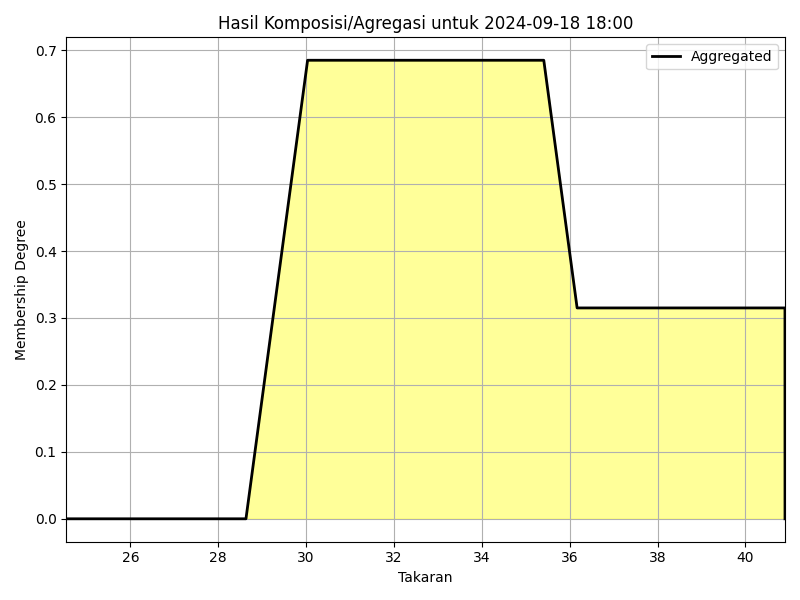 Hasil Komposisi/Agregasi untuk 2024-09-18 18:00
Aggregated
Membership Degree
0.7
0.6
0.5
0.4
0.3
0.2
0.1
0.0
26 28 30 32 34 36 38 40
Takaran